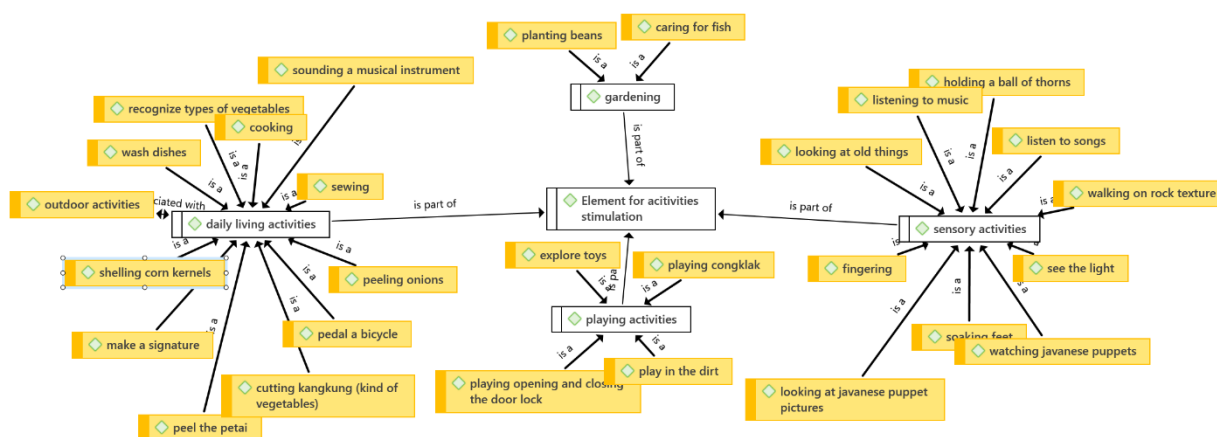 planting beans
caring for fish
is a
is a
gardening
is part of
sounding a musical instrument
recognize types of vegetables
cooking
is a
is a
wash dishes
is a
sewing
is a
outdoor activities
ciated with
daily living activities
is part of
Element for acitivities
stimulation
is a
shelling corn kernels
is a
peeling onions
is a
make a signature
is a
pedal a bicycle
is a
cutting kangkung (kind of
vegetables)
peel the petai
explore toys
playing congklak
is a
is a
is pa
playing activities
is a
is a
playing opening and closing
the door lock
play in the dirt
holding a ball of thorns
listening to music
is a
is a
looking at old things
is a
listen to songs
is a
walking on rock texture
is a
is part of
sensory activities
fingering
see the light
is a
is a
is a
soaking feet
watching javanese puppets
looking at javanese puppet
pictures